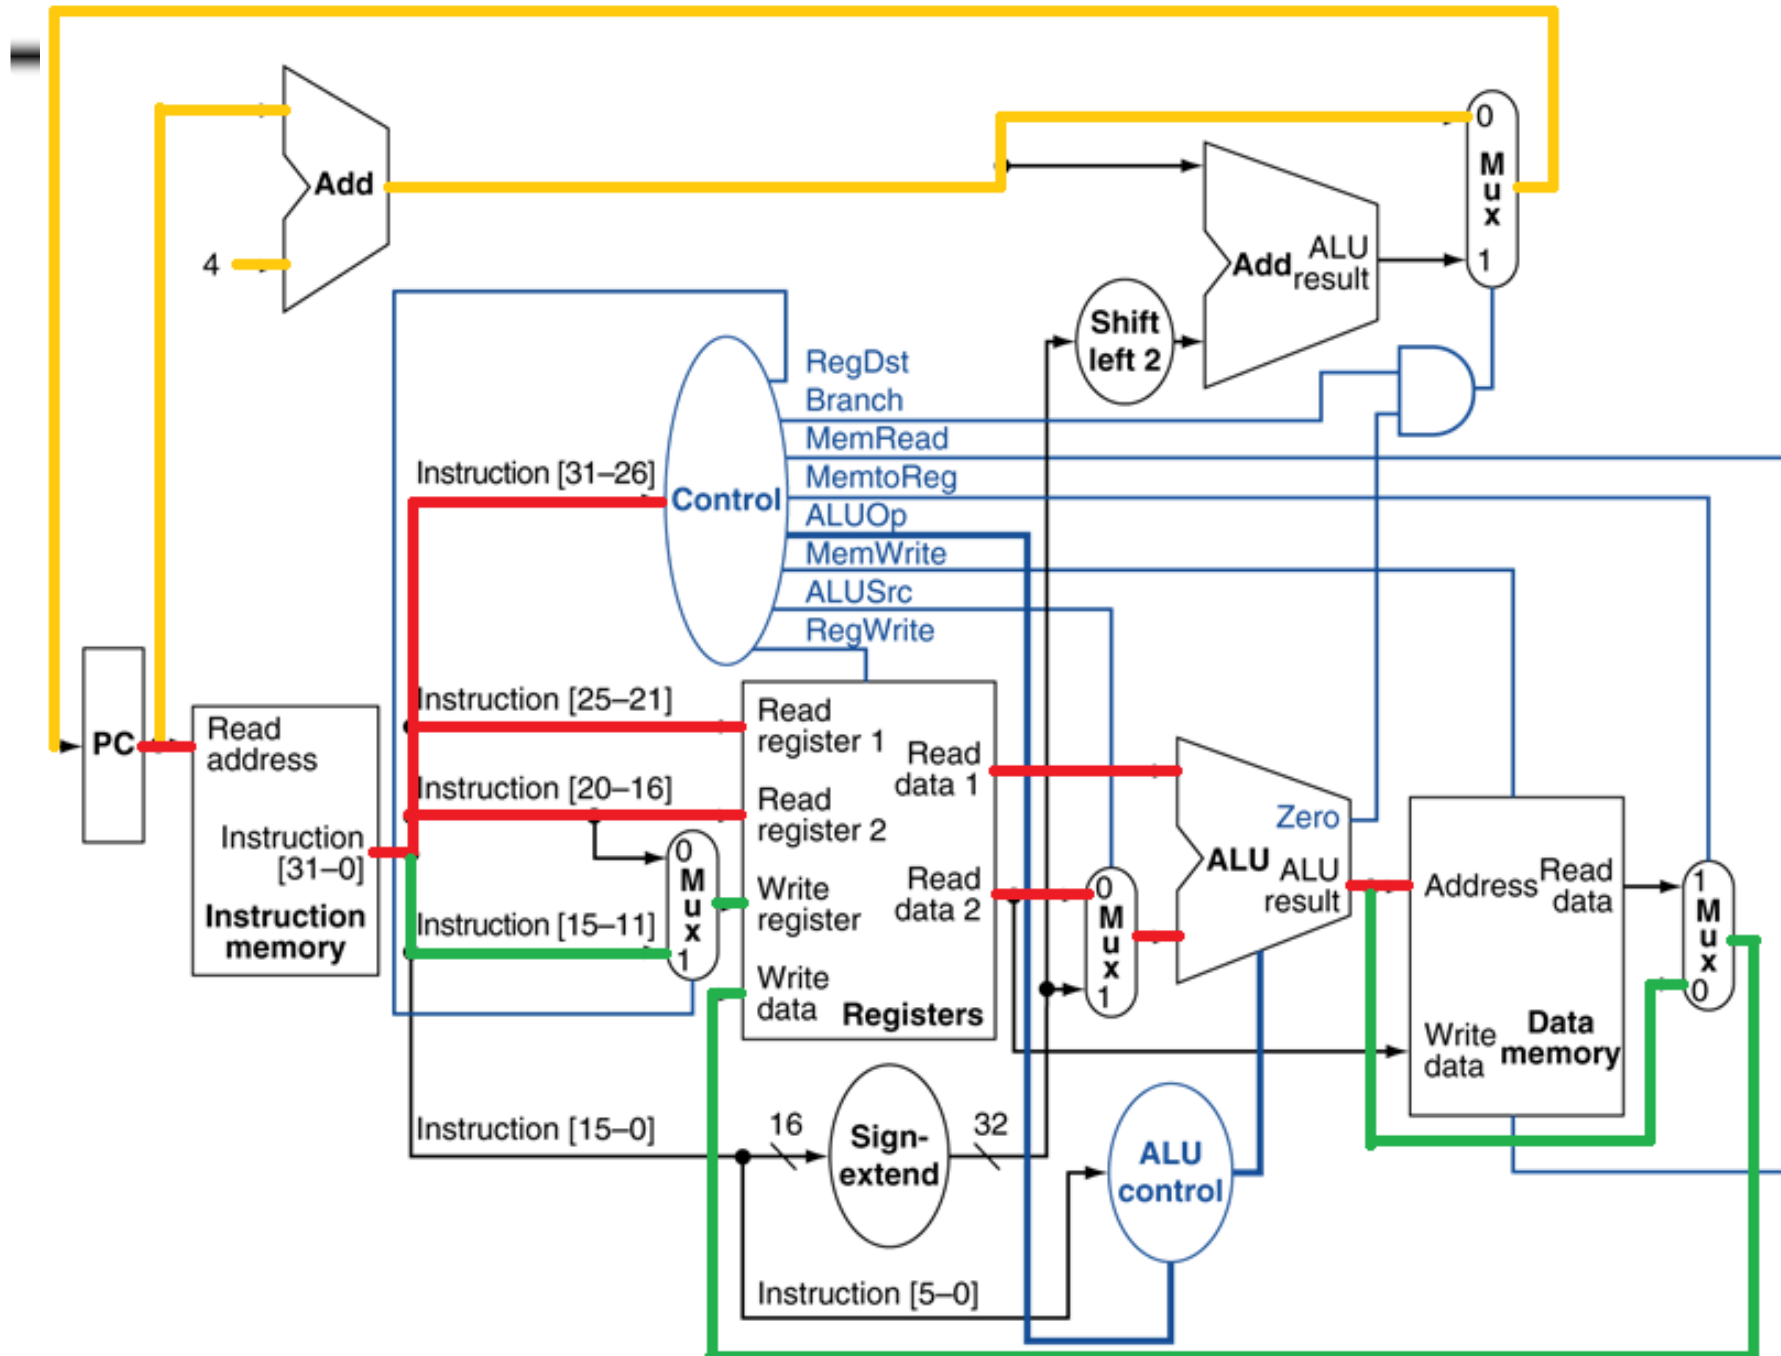 0
M
u
x
1
Add
4
Add
ALU
result
Shift
left 2
RegDst
Branch
MemRead
MemtoReg
ALUOp
MemWrite
ALUSrc
RegWrite
Control
Instruction [31–26]
Instruction [25–21]
Instruction [20–16]
Instruction [15–11]
Instruction [15–0]
Instruction [5–0]
PC
Read
address
Instruction
[31–0]
Instruction
memory
0
M
u
x
1
Read
register 1
Read
register 2
Write
register
Write
data
Read
data 1
Read
data 2
Registers
0
M
u
x
1
Zero
ALU
ALU
result
Address
Read
data
Write
data
Data
memory
1
M
u
x
0
16
Sign-
extend
32
ALU
control